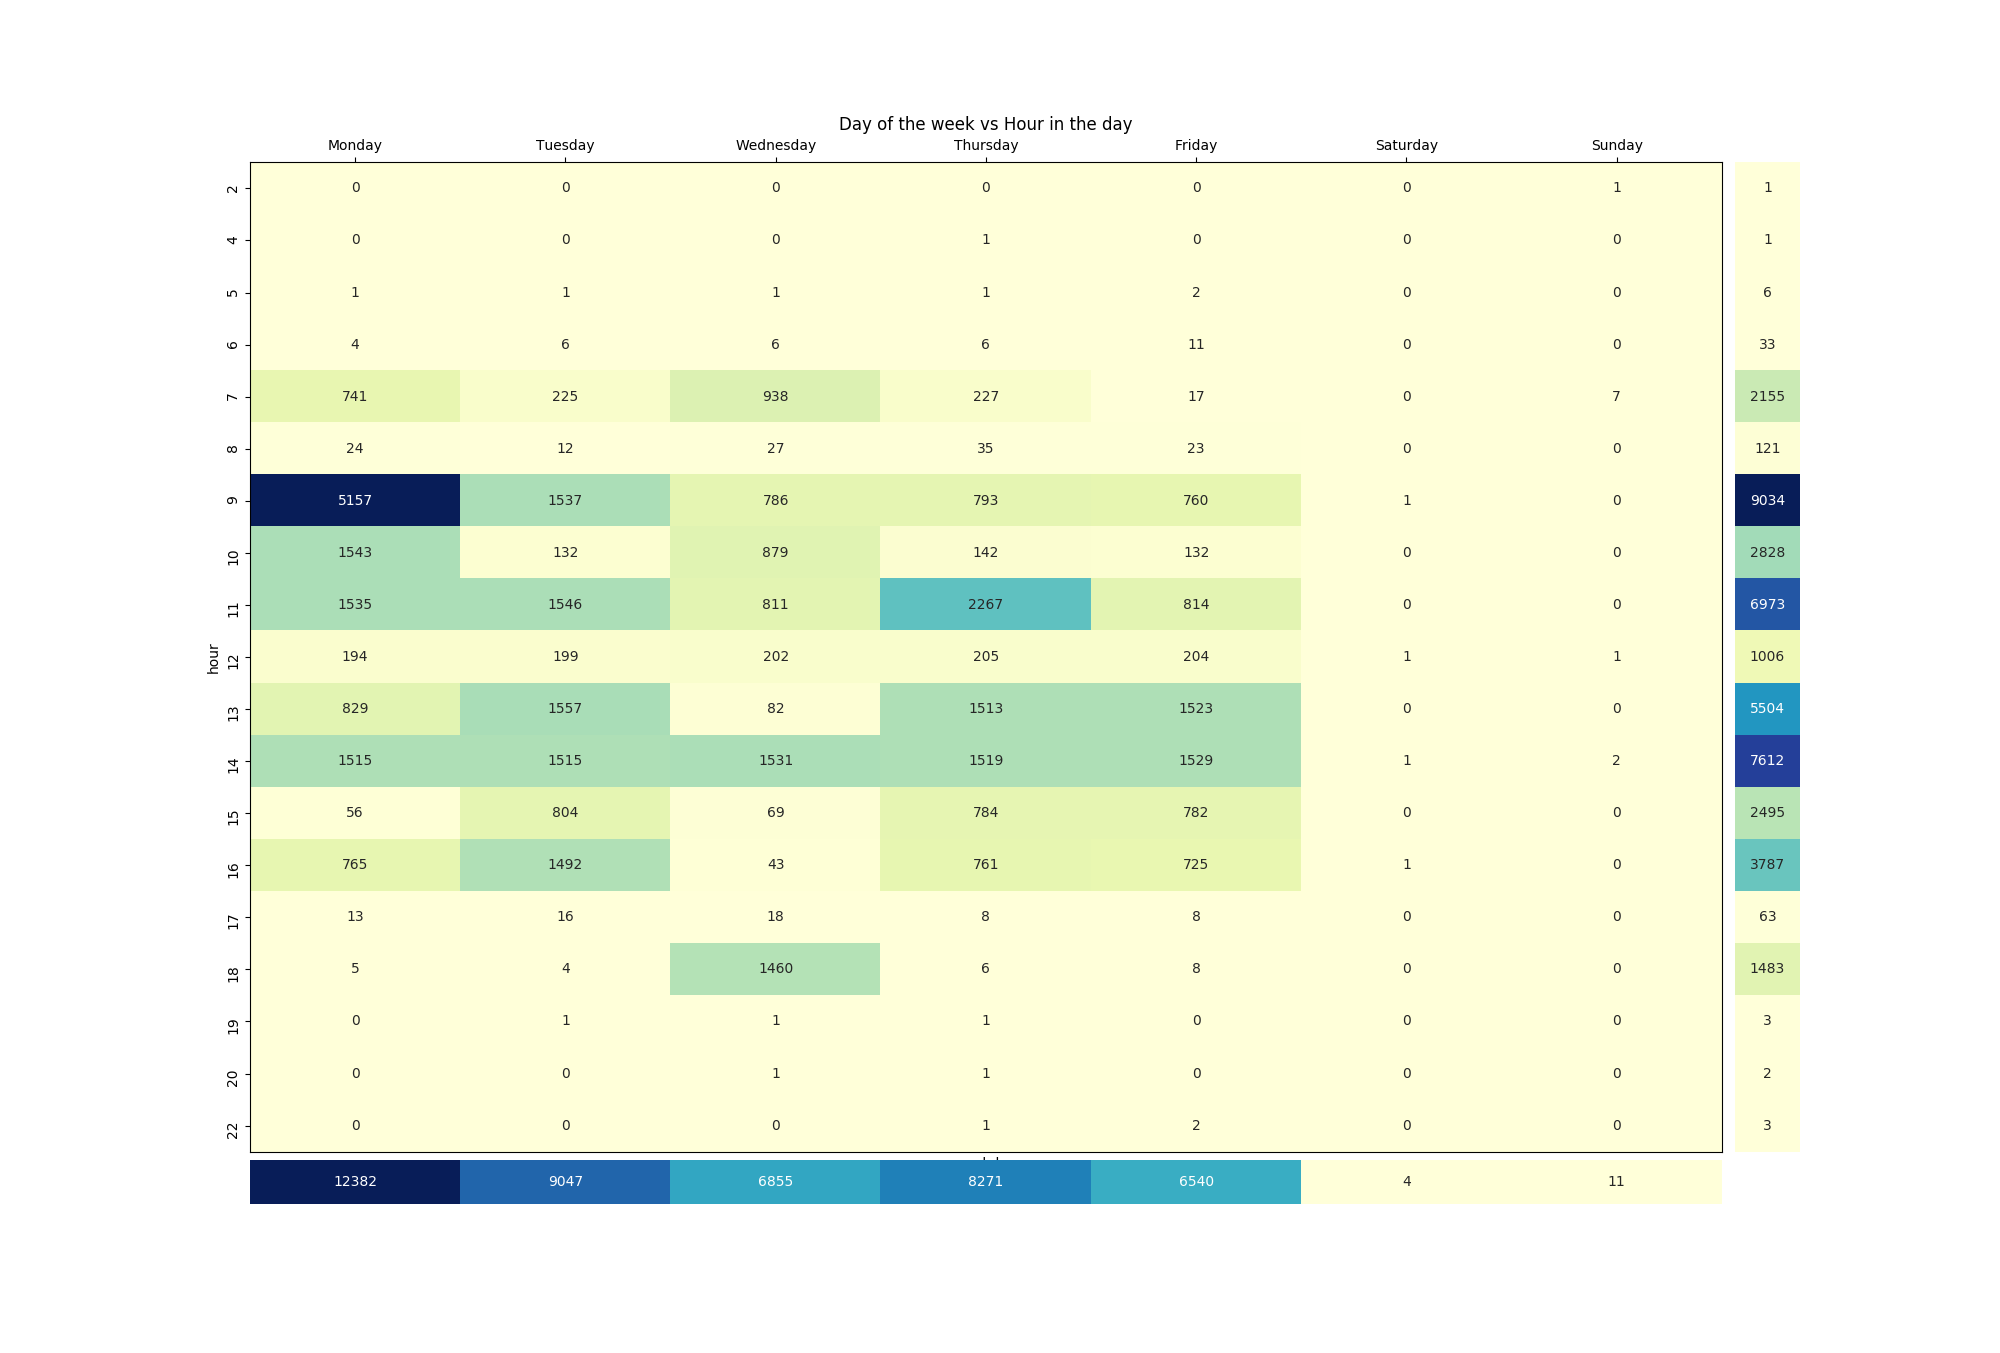 Day of the week vs Hour in the day
Monday Tuesday Wednesday Thursday Friday Saturday Sunday
2 0 0 0 0 0 0 1 1
4 0 0 0 1 0 0 0 1
5 1 1 1 1 2 0 0 6
6 4 6 6 6 11 0 0 33
7 741 225 938 227 17 0 7 2155
8 24 12 27 35 23 0 0 121
9 5157 1537 786 793 760 1 0 9034
10 1543 132 879 142 132 0 0 2828
11 1535 1546 811 2267 814 0 0 6973
hour
12 194 199 202 205 204 1 1 1006
13 829 1557 82 1513 1523 0 0 5504
14 1515 1515 1531 1519 1529 1 2 7612
15 56 804 69 784 782 0 0 2495
16 765 1492 43 761 725 1 0 3787
17 13 16 18 8 8 0 0 63
18 5 4 1460 6 8 0 0 1483
19 0 1 1 1 0 0 0 3
20 0 0 1 1 0 0 0 2
22 0 0 0 1 2 0 0 3
12382 9047 6855 8271 6540 4 11